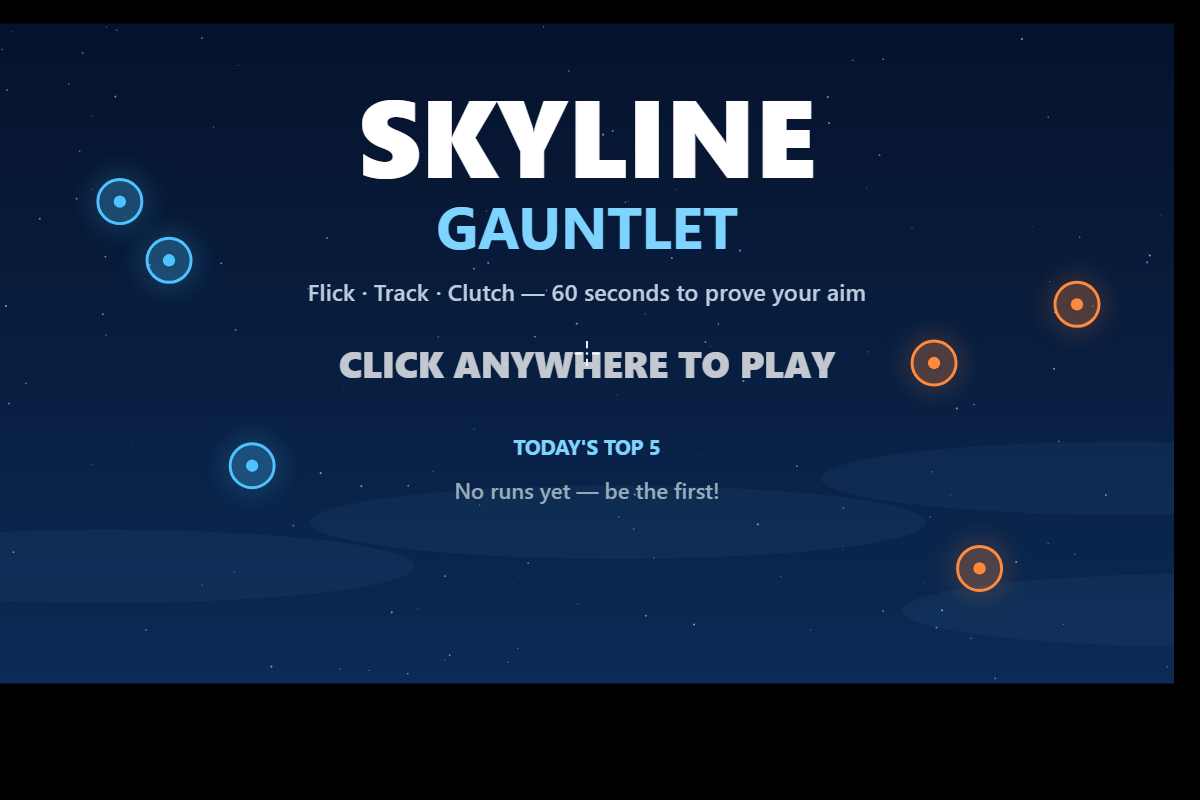 SKYLINE
GAUNTLET
Flick · Track · Clutch — 60 seconds to prove your aim
CLICK ANYWHERE TO PLAY
TODAY'S TOP 5
No runs yet — be the first!